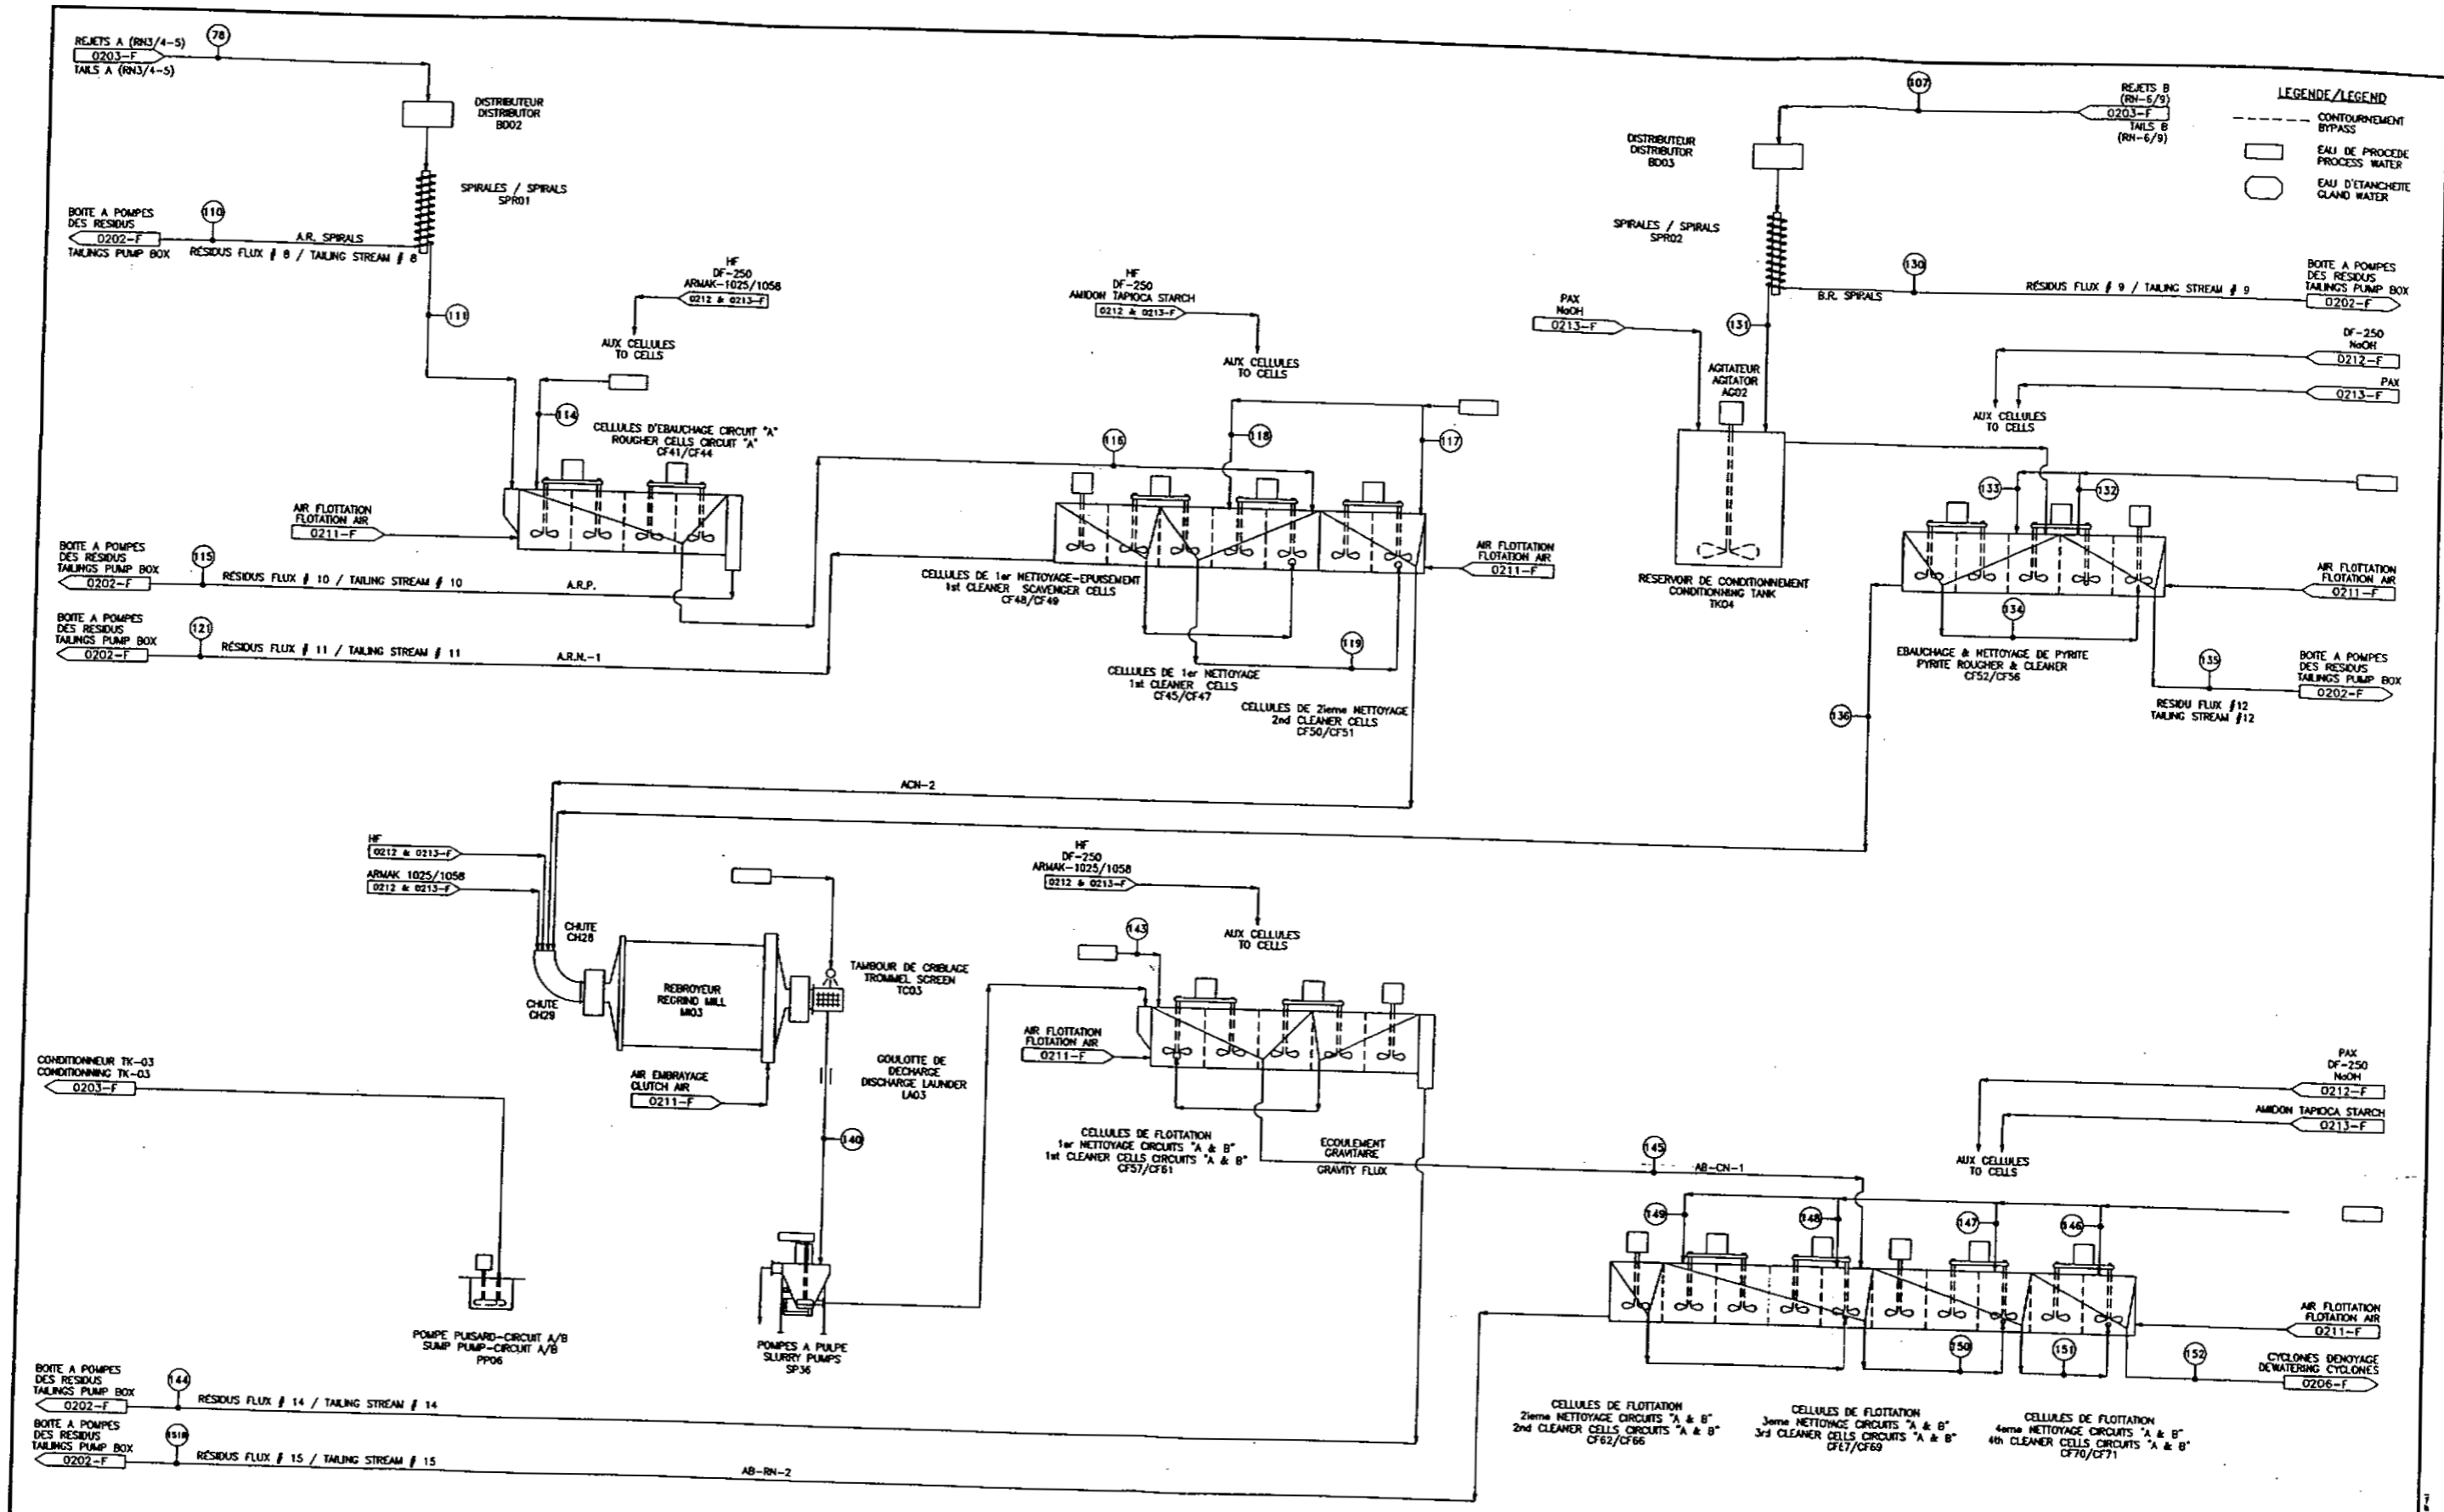 REJETS A (RN3/4-5)
0203-F
TAILS A (RN3/4-5)
78
DISTRIBUTEUR
DISTRIBUTOR
BD02
SPIRALES / SPIRALS
SPR01
BOITE A POMPES
DES RESIDUS
0202-F
TAILINGS PUMP BOX
110
A.R. SPIRALS
RÉSIDUS FLUX # 8 / TAILING STREAM # 8
111
HF
DF-250
ARMAK-1025/1058
0212 & 0213-F
AUX CELLULES
TO CELLS
114
CELLULES D'EBAUCHAGE CIRCUIT "A"
ROUGHER CELLS CIRCUIT "A"
CF41/CF44
AIR FLOTTATION
FLOTATION AIR
0211-F
BOITE A POMPES
DES RÉSIDUS
TAILINGS PUMP BOX
0202-F
115
RÉSIDUS FLUX # 10 / TAILING STREAM # 10
A.R.P.
BOITE A POMPES
DES RESIDUS
TAILINGS PUMP BOX
0202-F
121
RÉSIDUS FLUX # 11 / TAILING STREAM # 11
A.R.N.-1
HF
DF-250
AMIDON TAPIOCA STARCH
0212 & 0213-F
AUX CELLULES
TO CELLS
116
118
117
AIR FLOTTATION
FLOTATION AIR
0211-F
CELLULES DE 1er NETTOYAGE-EPUISEMENT
1st CLEANER SCAVENGER CELLS
CF48/CF49
119
CELLULES DE 1er NETTOYAGE
1st CLEANER CELLS
CF45/CF47
CELLULES DE 2ieme NETTOYAGE
2nd CLEANER CELLS
CF50/CF51
107
REJETS B
(RN-6/9)
0203-F
TAILS B
(RN-6/9)
DISTRIBUTEUR
DISTRIBUTOR
BD03
SPIRALES / SPIRALS
SPR02
130
B.R. SPIRALS
RÉSIDUS FLUX # 9 / TAILING STREAM # 9
BOITE A POMPES
DES RESIDUS
TAILINGS PUMP BOX
0202-F
LEGENDE/LEGEND
CONTOURNEMENT
BYPASS
EAU DE PROCEDE
PROCESS WATER
EAU D'ETANCHEITE
GLAND WATER
PAX
NaOH
0213-F
131
AGITATEUR
AGITATOR
AG02
RESERVOIR DE CONDITIONNEMENT
CONDITIONNING TANK
TK04
DF-250
NaOH
0212-F
PAX
0213-F
AUX CELLULES
TO CELLS
133
132
AIR FLOTTATION
FLOTATION AIR
0211-F
134
EBAUCHAGE & NETTOYAGE DE PYRITE
PYRITE ROUGHER & CLEANER
CF52/CF56
135
BOITE A POMPES
DES RESIDUS
TAILINGS PUMP BOX
0202-F
RESIDU FLUX #12
TAILING STREAM #12
136
ACN-2
HF
0212 & 0213-F
ARMAK 1025/1058
0212 & 0213-F
CHUTE
CH28
CHUTE
CH29
REBROYEUR
REGRIND MILL
MI03
TAMBOUR DE CRIBLAGE
TROMMEL SCREEN
TC03
AIR EMBRAYAGE
CLUTCH AIR
0211-F
GOULOTTE DE
DECHARGE
DISCHARGE LAUNDER
LA03
140
CONDITIONNEUR TK-03
CONDITIONNING TK-03
0203-F
POMPE PUISARD-CIRCUIT A/B
SUMP PUMP-CIRCUIT A/B
PP06
POMPES A PULPE
SLURRY PUMPS
SP36
HF
DF-250
ARMAK-1025/1058
0212 & 0213-F
AUX CELLULES
TO CELLS
143
AIR FLOTTATION
FLOTATION AIR
0211-F
CELLULES DE FLOTTATION
1er NETTOYAGE CIRCUITS "A & B"
1st CLEANER CELLS CIRCUITS "A & B"
CF57/CF61
ECOULEMENT
GRAVITAIRE
GRAVITY FLUX
145
AB-CN-1
PAX
DF-250
NaOH
0212-F
AMIDON TAPIOCA STARCH
0213-F
AUX CELLULES
TO CELLS
149
148
147
146
AIR FLOTTATION
FLOTATION AIR
0211-F
150
151
152
CYCLONES DENOYAGE
DEWATERING CYCLONES
0206-F
CELLULES DE FLOTTATION
2ieme NETTOYAGE CIRCUITS "A & B"
2nd CLEANER CELLS CIRCUITS "A & B"
CF62/CF66
CELLULES DE FLOTTATION
3eme NETTOYAGE CIRCUITS "A & B"
3rd CLEANER CELLS CIRCUITS "A & B"
CF67/CF69
CELLULES DE FLOTTATION
4eme NETTOYAGE CIRCUITS "A & B"
4th CLEANER CELLS CIRCUITS "A & B"
CF70/CF71
BOITE A POMPES
DES RESIDUS
TAILINGS PUMP BOX
0202-F
144
RÉSIDUS FLUX # 14 / TAILING STREAM # 14
BOITE A POMPES
DES RESIDUS
TAILINGS PUMP BOX
0202-F
RÉSIDUS FLUX # 15 / TAILING STREAM # 15
AB-RN-2